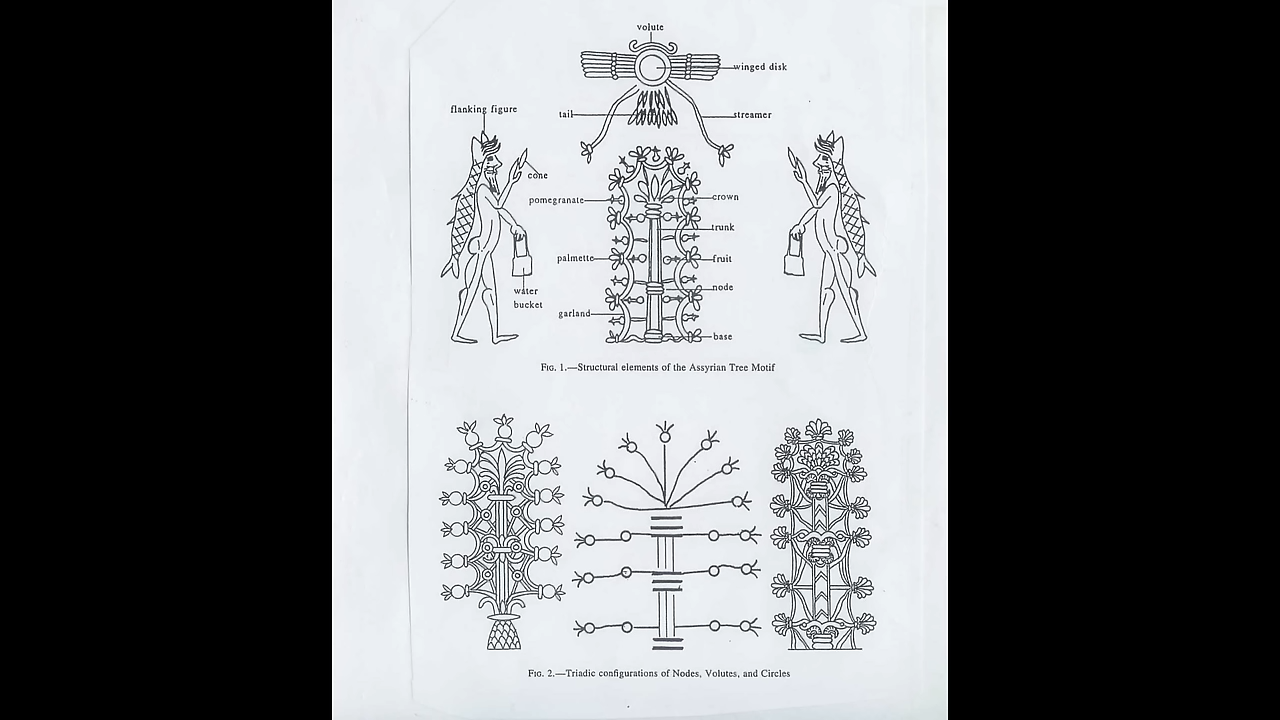 volute
winged disk
flanking figure
tail
streamer
cone
pomegranate
crown
trunk
palmette
fruit
water
bucket
node
garland
base
FIG. 1.—Structural elements of the Assyrian Tree Motif
FIG. 2.—Triadic configurations of Nodes, Volutes, and Circles